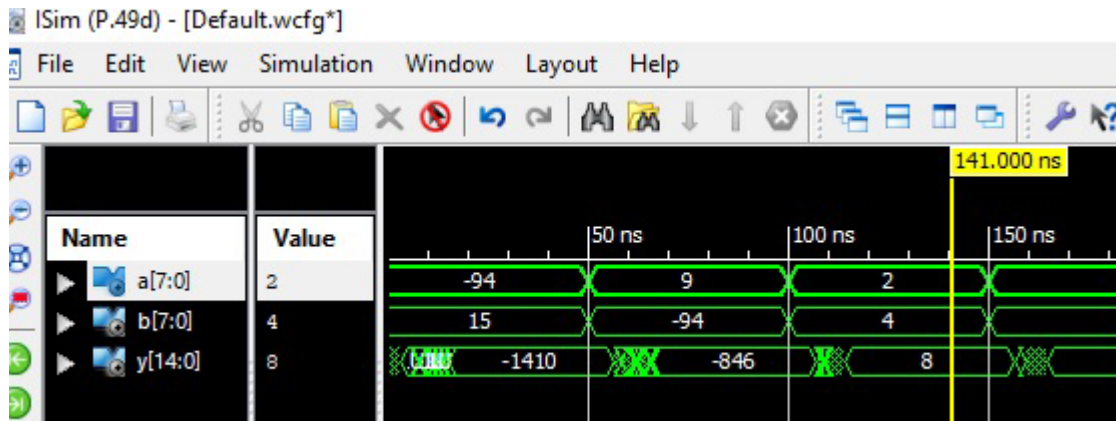 ISim (P.49d) - [Default.wcfg*]
File Edit View Simulation Window Layout Help
141.000 ns
Name Value 50 ns 100 ns 150 ns
a[7:0] 2 -94 9 2
b[7:0] 4 15 -94 4
y[14:0] 8 -1410 -846 8